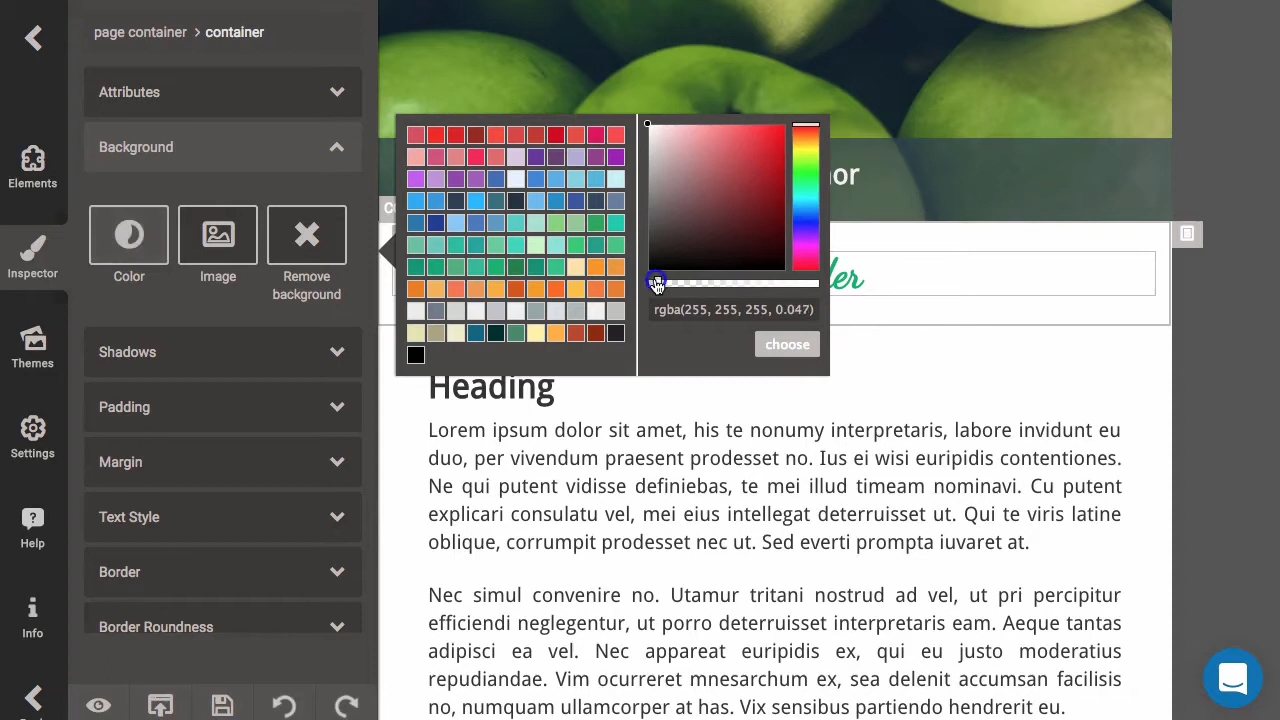 page container > container
Attributes
Background
Color
Image
Remove
background
Shadows
Padding
Margin
Text Style
Border
Border Roundness
Elements
Inspector
Themes
Settings
Help
Info
rgba(255, 255, 255, 0.047)
choose
Heading
Lorem ipsum dolor sit amet, his te nonumy interpretaris, labore invidunt eu
duo, per vivendum praesent prodesset no. Ius ei wisi euripidis contentiones.
Ne qui putent vidisse definiebas, te mei illud timeam nominavi. Cu putent
explicari consulatu vel, mei eius intellegat deterruisset ut. Qui te viris latine
oblique, corrumpit prodesset nec ut. Sed everti prompta iuvaret at.
Nec simul convenire no. Utamur tritani nostrud ad vel, ut pri percipitur
efficiendi neglegentur, ut porro deterruisset interpretaris eam. Aeque tantas
adipisci ea vel. Nec appareat euripidis ex, qui eu justo moderatius
repudiandae. Vim ocurreret mnesarchum ex, sea delenit accusam facilisis
no, numquam ullamcorper at has. Vix sensibus partiendo hendrerit eu.